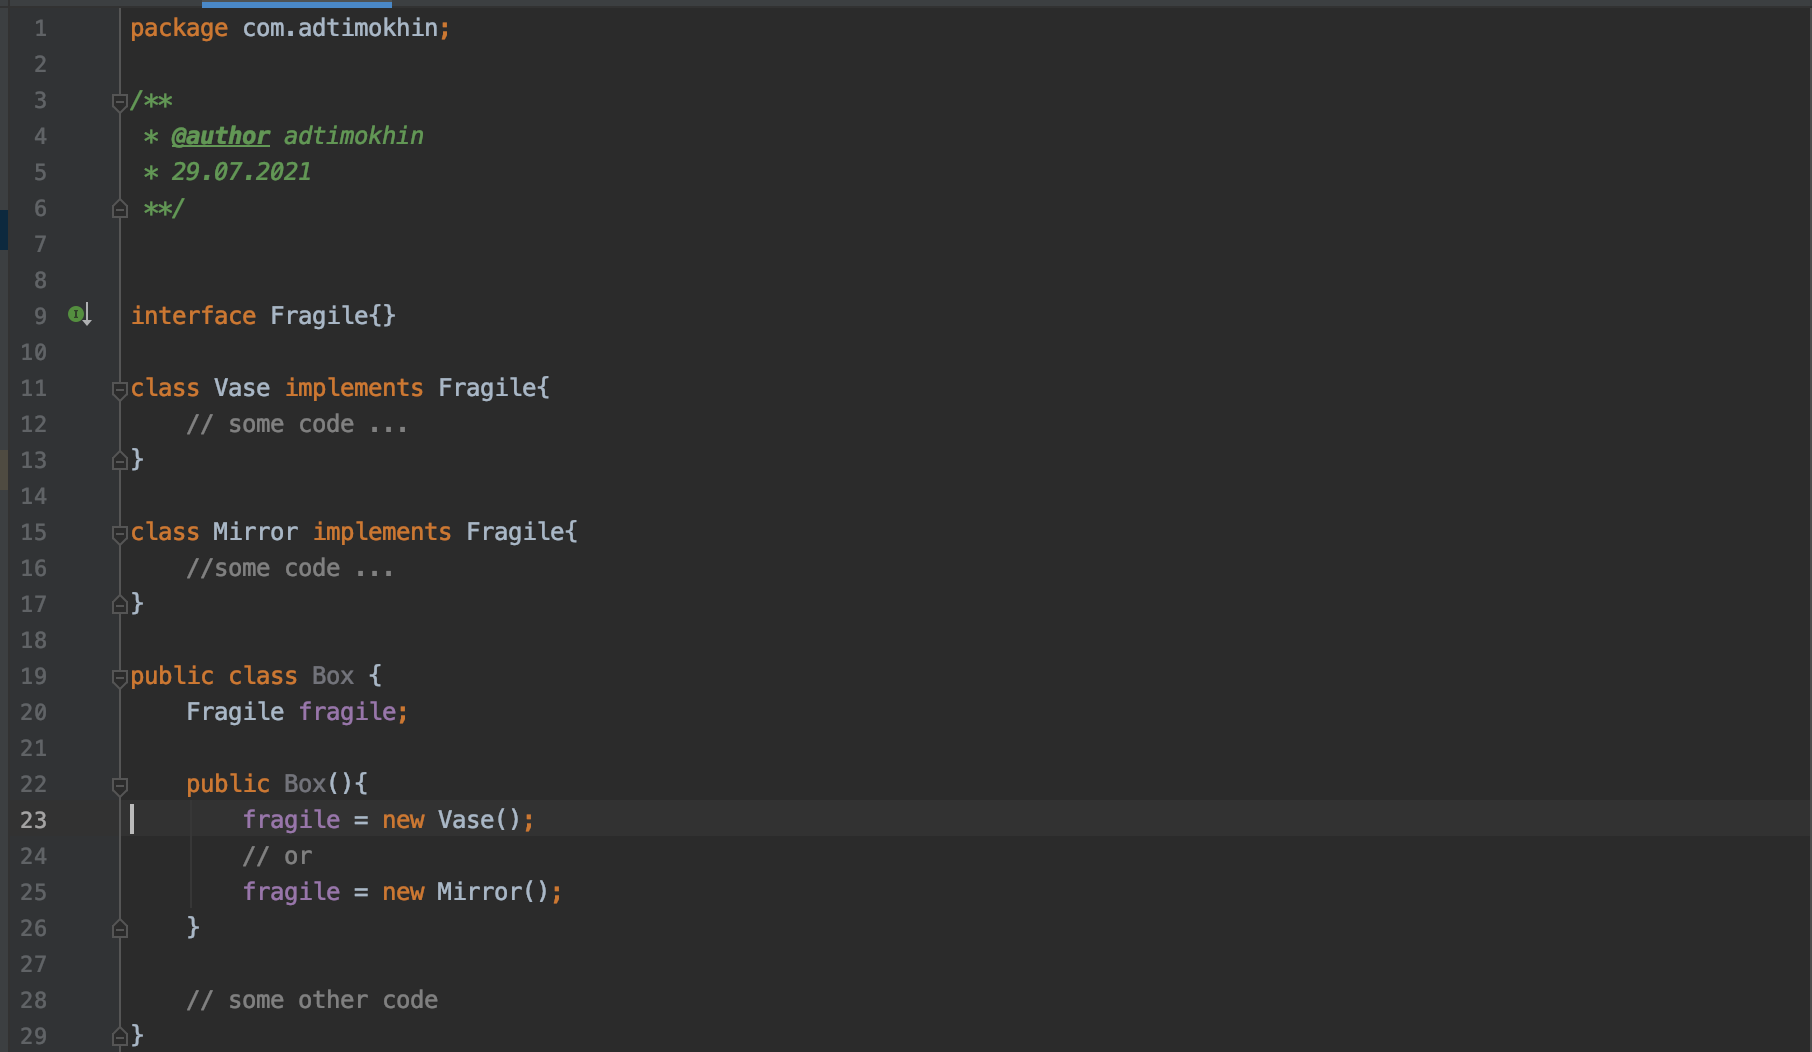 1 package com.adtimokhin;
2
3 /**
4  * @author adtimokhin
5  * 29.07.2021
6  **/
7
8
9 interface Fragile{}
10
11 class Vase implements Fragile{
12     // some code ...
13 }
14
15 class Mirror implements Fragile{
16     //some code ...
17 }
18
19 public class Box {
20     Fragile fragile;
21
22     public Box(){
23         fragile = new Vase();
24         // or
25         fragile = new Mirror();
26     }
27
28     // some other code
29 }